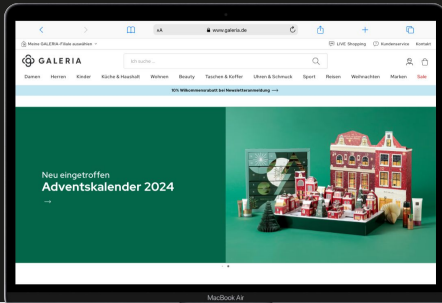 AA
www.galeria.de
Meine GALERIA-Filiale auswählen
LIVE Shopping
Kundenservice
Kontakt
GALERIA
Ich suche ...
Damen Herren Kinder Küche & Haushalt Wohnen Beauty Taschen & Koffer Uhren & Schmuck Sport Reisen Weihnachten Marken Sale
10% Willkommensrabatt bei Newsletteranmeldung →
Neu eingetroffen
Adventskalender 2024
→
MacBook Air